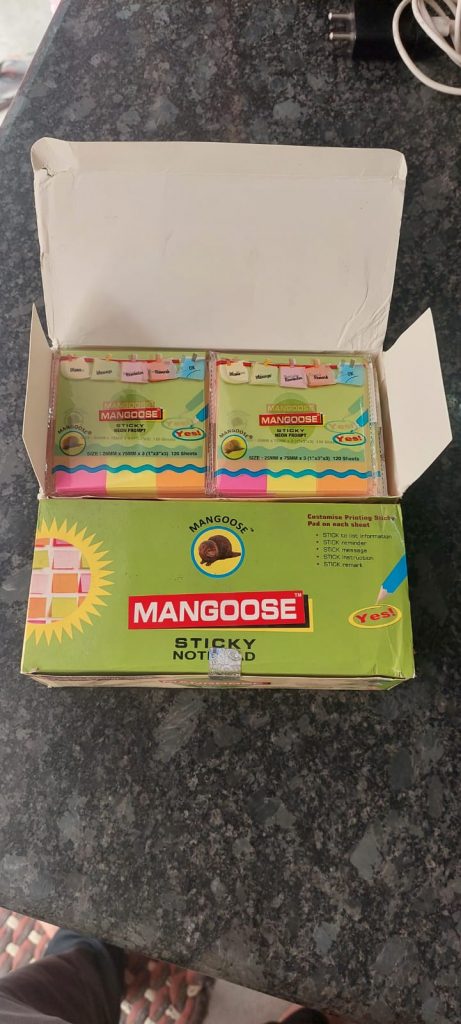 MANGOOSE
STICKY
NEON PROMPT
MANGOOSE
Yes!
SIZE : 25MM x 75MM x 3 (1"x3"x3) 120 Sheets
MANGOOSE
STICKY
NEON PROMPT
MANGOOSE
Yes!
SIZE : 25MM x 75MM x 3 (1"x3"x3) 120 Sheets
MANGOOSE™
Customise Printing Sticky
Pad on each sheet
• STICK to list information
• STICK reminder
• STICK message
• STICK instruction
• STICK remark
MANGOOSE™
Yes!
STICKY